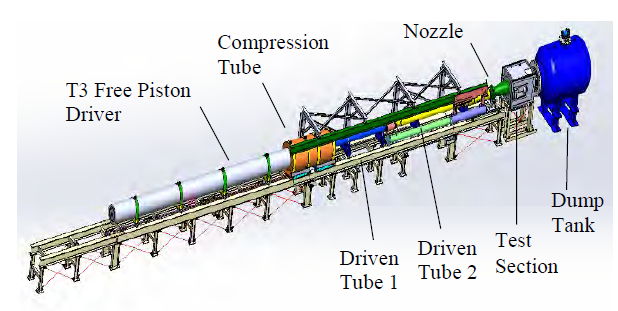 Nozzle
Compression
Tube
T3 Free Piston
Driver
Dump
Tank
Driven
Tube 1
Driven
Tube 2
Test
Section